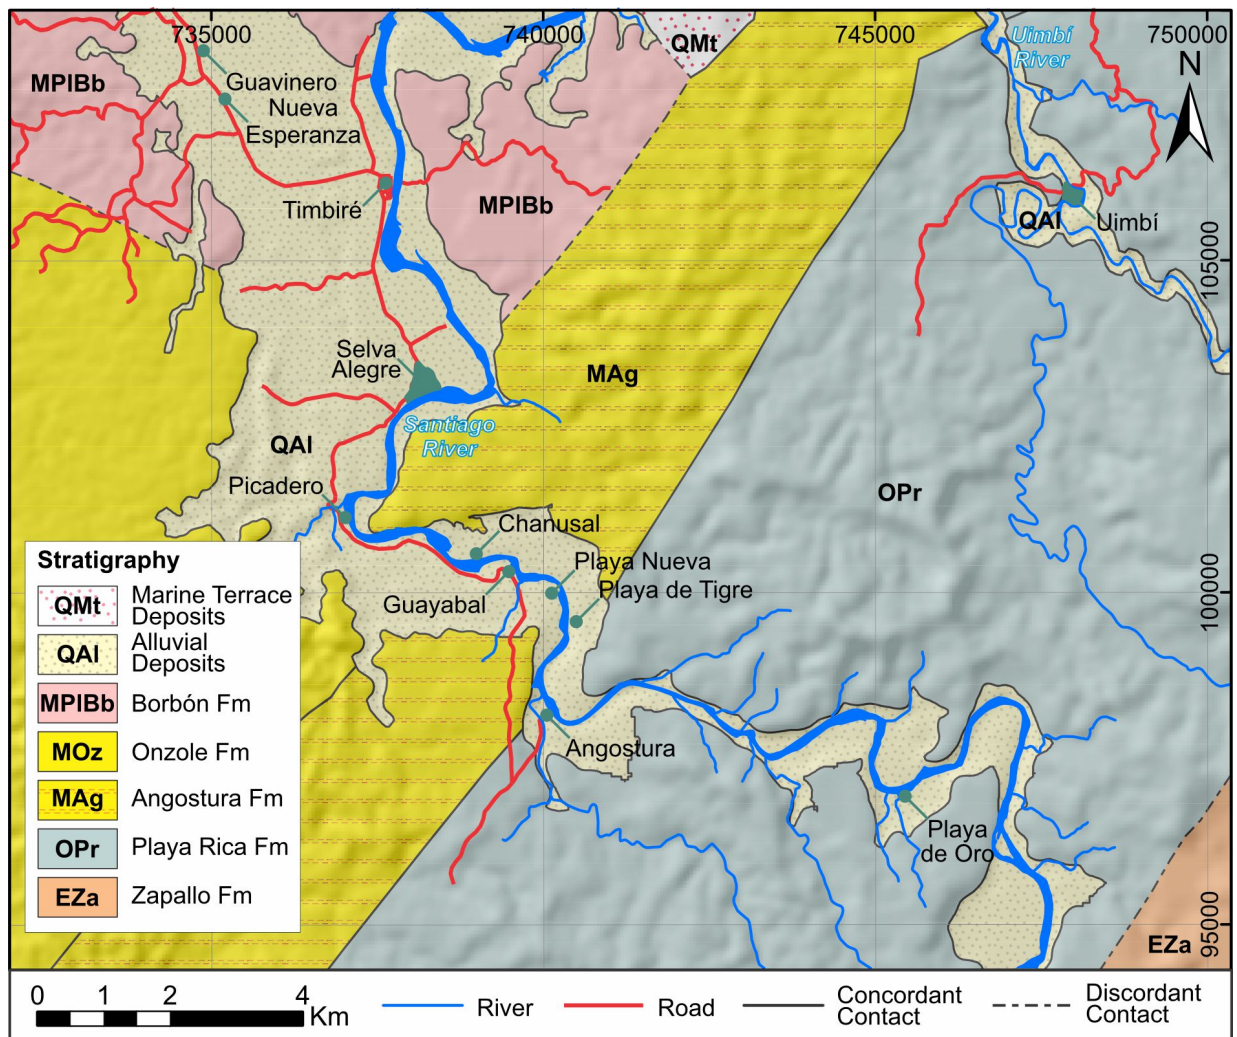 735000
740000
745000
750000
QMt
Uimbí
River
N
MPlBb
Guavinero
Nueva
Esperanza
Timbiré
MPlBb
QAl
Uimbí
105000
Selva
Alegre
MAg
Santiago
River
QAl
Picadero
OPr
Chanusal
Playa Nueva
Playa de Tigre
Guayabal
100000
Angostura
Playa
de Oro
95000
EZa
Stratigraphy
QMt
Marine Terrace
Deposits
QAl
Alluvial
Deposits
MPlBb
Borbón Fm
MOz
Onzole Fm
MAg
Angostura Fm
OPr
Playa Rica Fm
EZa
Zapallo Fm
0 1 2 4
Km
River
Road
Concordant
Contact
Discordant
Contact